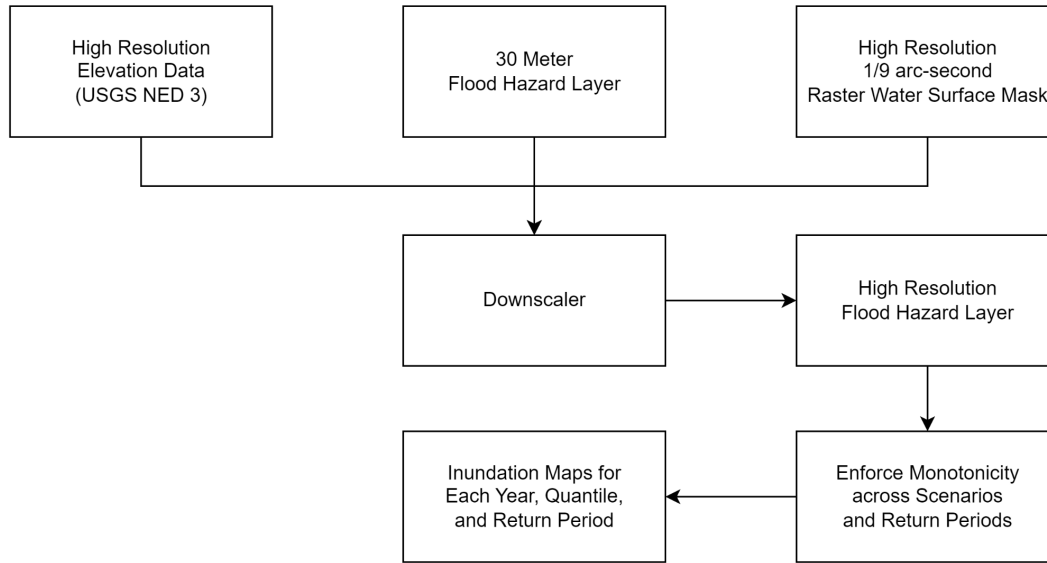 High Resolution
Elevation Data
(USGS NED 3)
30 Meter
Flood Hazard Layer
High Resolution
1/9 arc-second
Raster Water Surface Mask
Downscaler
High Resolution
Flood Hazard Layer
Inundation Maps for
Each Year, Quantile,
and Return Period
Enforce Monotonicity
across Scenarios
and Return Periods